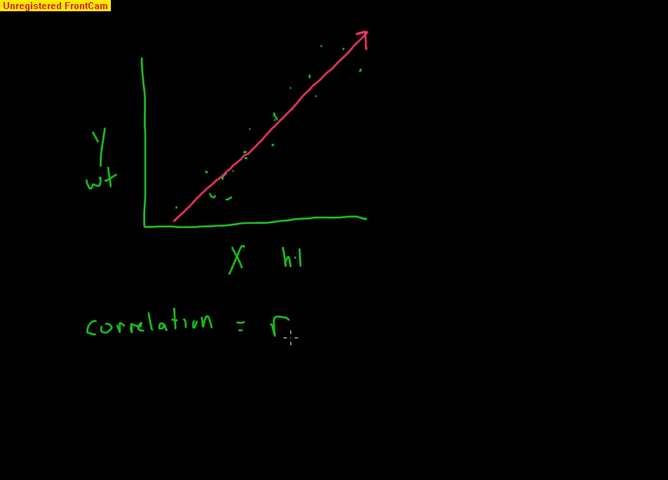 Unregistered FrontCam
Y
wt
X ht
correlation = r